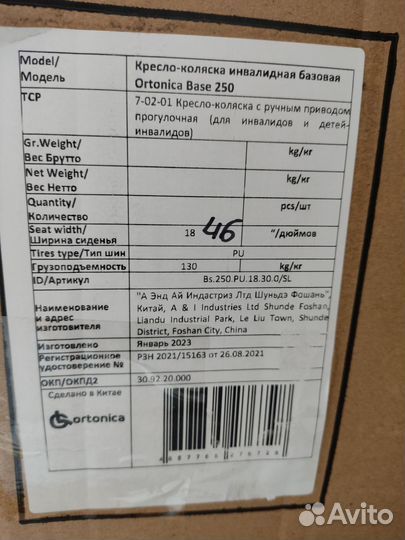 Model/ Кресло-коляска инвалидная базовая
Модель Ortonica Base 250
ТСР 7-02-01 Кресло-коляска с ручным приводом
прогулочная (для инвалидов и детей-
инвалидов)
Gr.Weight/ kg/кг
Вес Брутто
Net Weight/ kg/кг
Вес Нетто
Quantity/ pcs/шт
Количество
Seat width/ 18 46 "/дюймов
Ширина сиденья
Tires type/Тип шин PU
Грузоподъемность 130 kg/кг
ID/Артикул Bs.250.PU.18.30.0/SL
Наименование "А Энд Ай Индастриз Лтд Шуньдэ Фошань",
и адрес Китай, A & I Industries Ltd Shunde Foshan,
изготовителя Liandu Industrial Park, Le Liu Town, Shunde
District, Foshan City, China
Изготовлено Январь 2023
Регистрационное РЗН 2021/15163 от 26.08.2021
удостоверение №
ОКП/ОКПД2 30.92.20.000
Сделано в Китае
ortonica
Avito